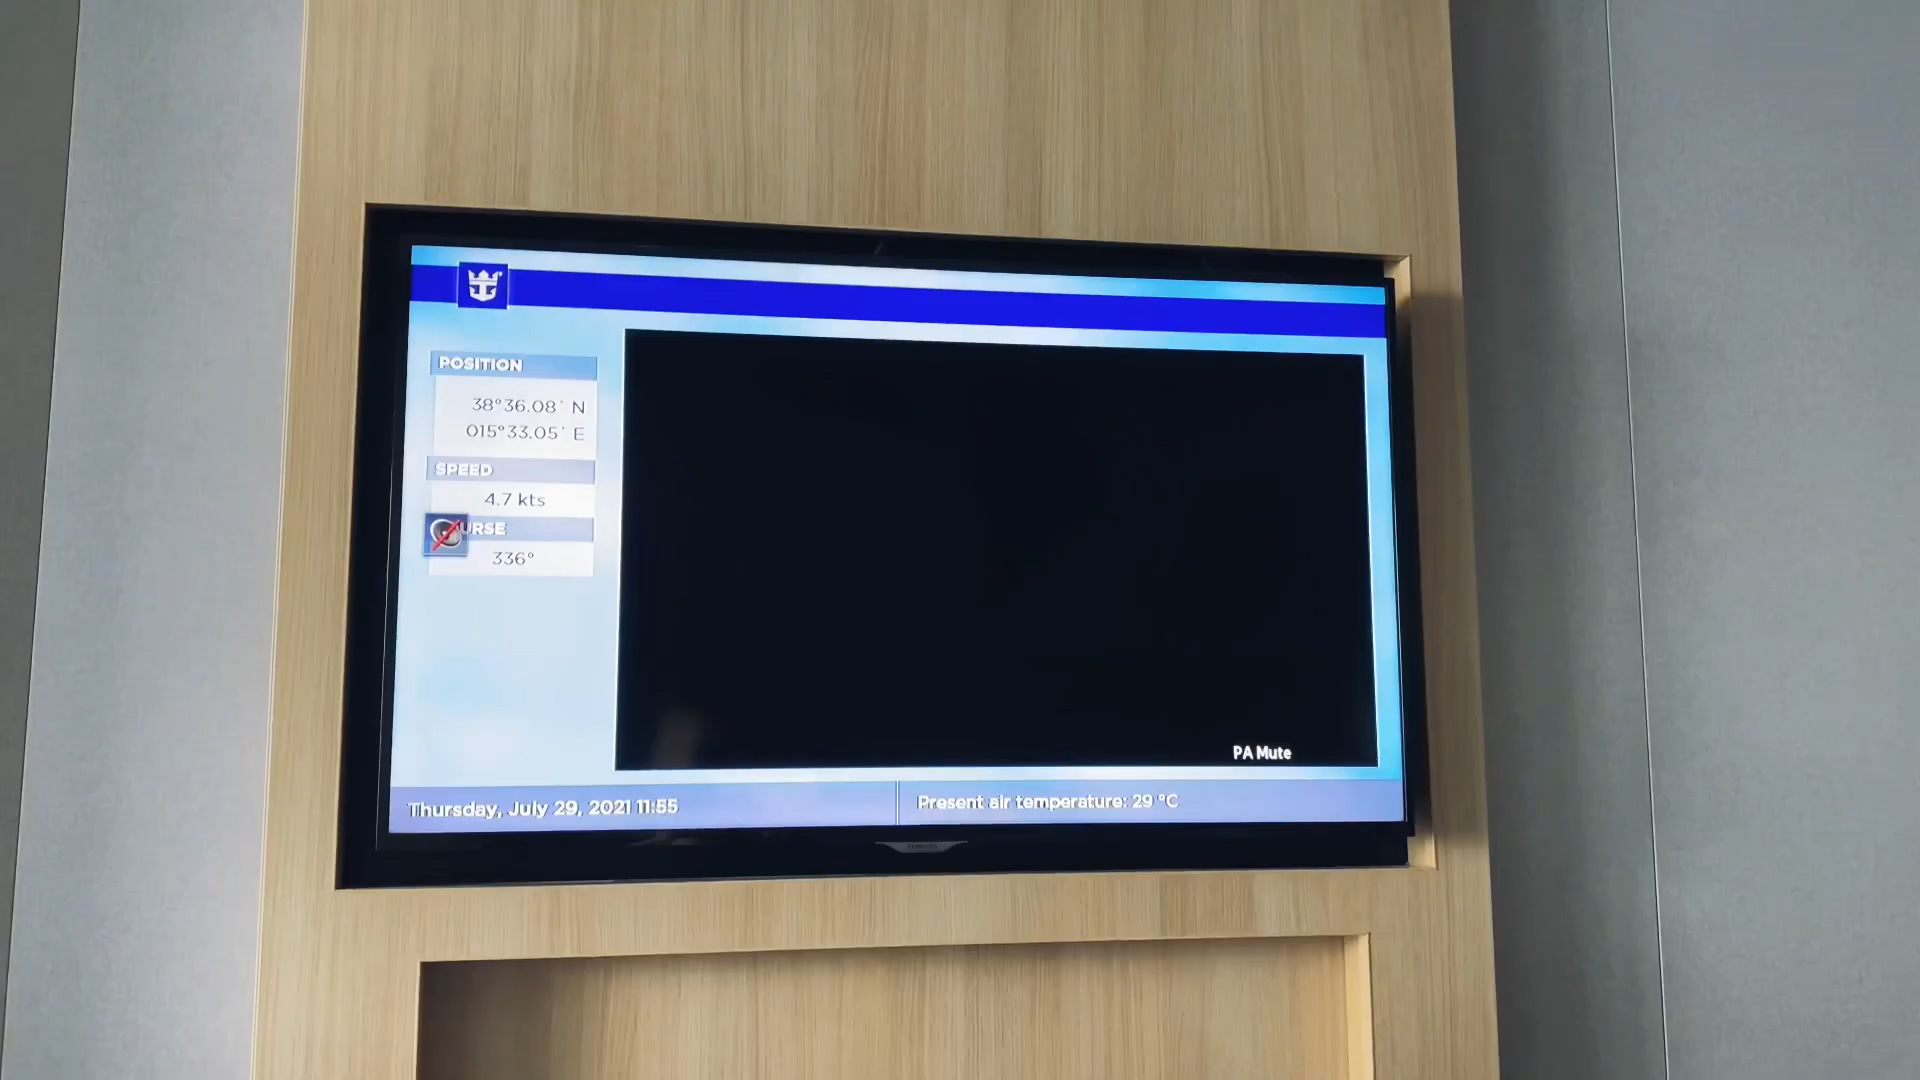 POSITION
38°36.08' N
015°33.05' E
SPEED
4.7 kts
URSE
336°
PA Mute
Thursday, July 29, 2021 11:55
Present air temperature: 29 °C